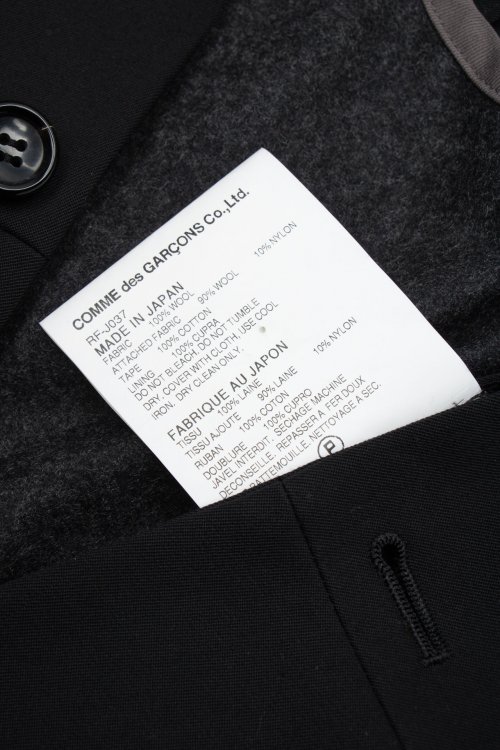 COMME des GARÇONS Co., Ltd.
RF-J037
MADE IN JAPAN
FABRIC 100% WOOL
ATTACHED FABRIC 90% WOOL 10% NYLON
TAPE 100% COTTON
LINING 100% CUPRA
DO NOT BLEACH DO NOT TUMBLE
DRY. COVER WITH CLOTH. USE COOL
IRON. DRY CLEAN ONLY.
FABRIQUE AU JAPON
TISSU 100% LAINE
TISSU AJOUTE 90% LAINE 10% NYLON
RUBAN 100% COTON
DOUBLURE 100% CUPRO
JAVEL INTERDIT. SECHAGE MACHINE
DECONSEILLE. REPASSER A FER DOUX
PATTEMOUILLE. NETTOYAGE A SEC.
P